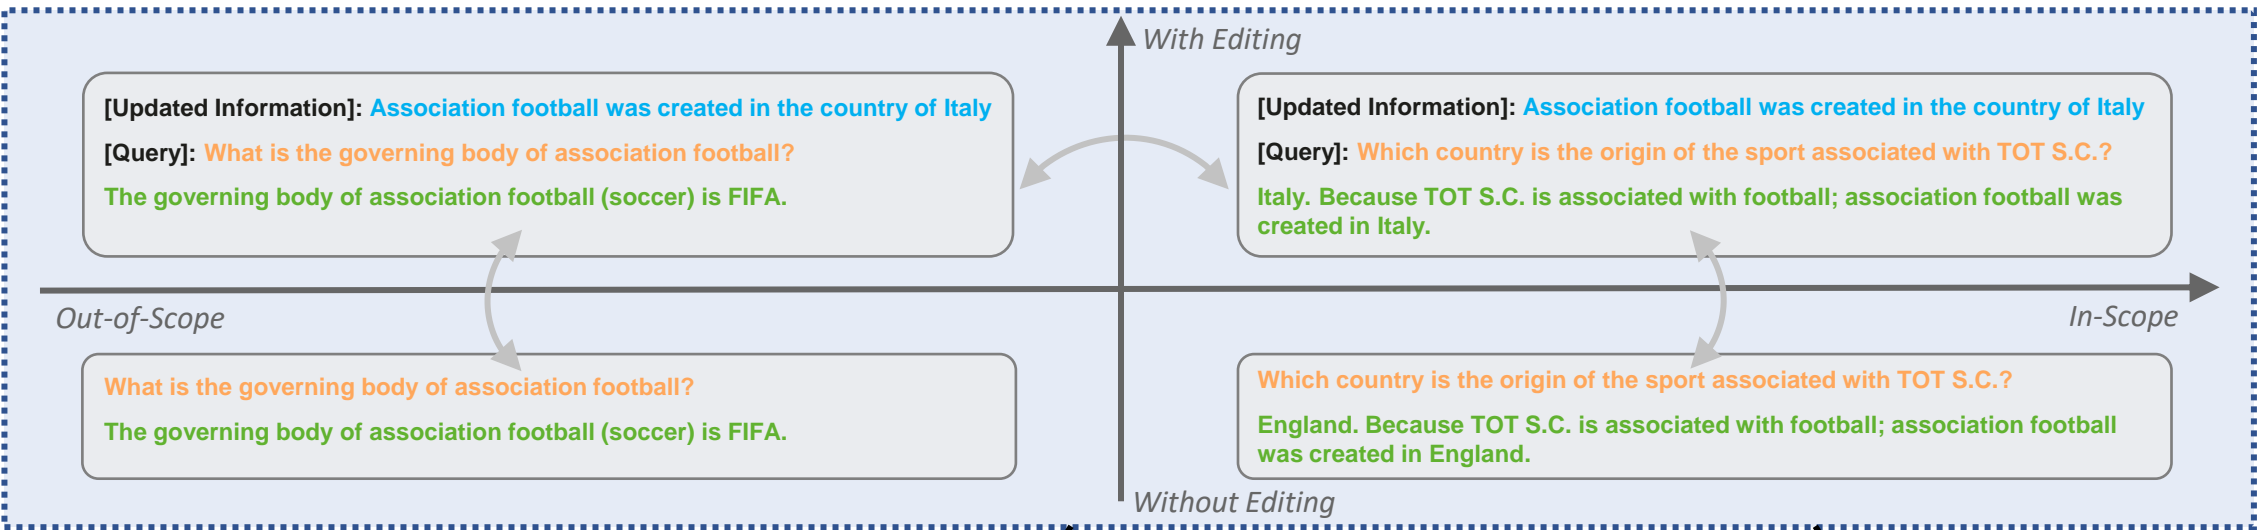 With Editing
[Updated Information]: Association football was created in the country of Italy
[Query]: What is the governing body of association football?
The governing body of association football (soccer) is FIFA.
[Updated Information]: Association football was created in the country of Italy
[Query]: Which country is the origin of the sport associated with TOT S.C.?
Italy. Because TOT S.C. is associated with football; association football was
created in Italy.
Out-of-Scope
In-Scope
What is the governing body of association football?
The governing body of association football (soccer) is FIFA.
Which country is the origin of the sport associated with TOT S.C.?
England. Because TOT S.C. is associated with football; association football
was created in England.
Without Editing